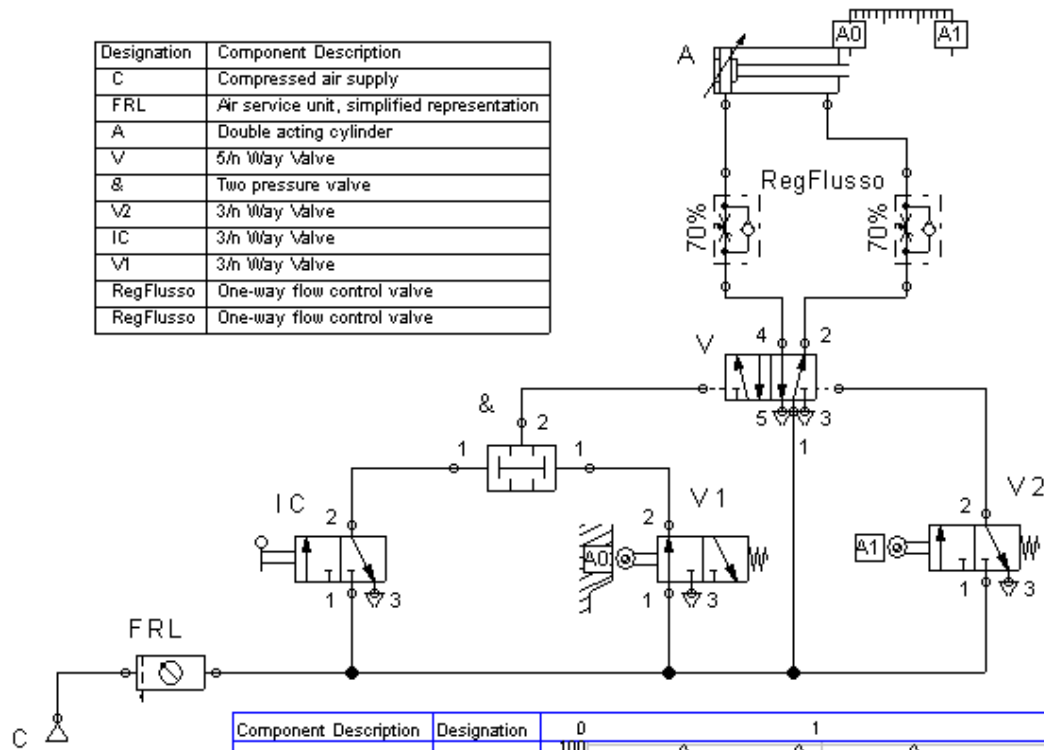 A0 A1
A
Designation Component Description
C Compressed air supply
FRL Air service unit, simplified representation
A Double acting cylinder
V 5/n Way Valve
& Two pressure valve
V2 3/n Way Valve
IC 3/n Way Valve
V1 3/n Way Valve
RegFlusso One-way flow control valve
RegFlusso One-way flow control valve
RegFlusso
70% 70%
4 2
V
5 3
1
&
2
1 1
IC
2
1 3
V1
2
A0
1 3
V2
2
A1
1 3
FRL
C
Component Description Designation 0 1
100